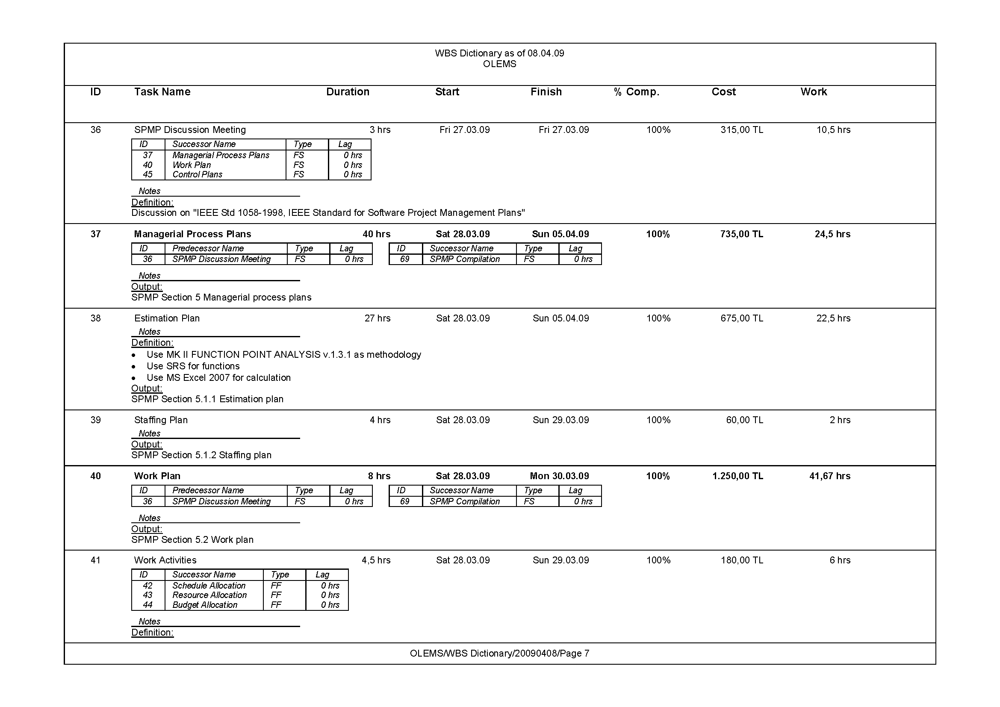 WBS Dictionary as of 08.04.09
OLEMS
ID Task Name Duration Start Finish % Comp. Cost Work
36 SPMP Discussion Meeting 3 hrs Fri 27.03.09 Fri 27.03.09 100% 315,00 TL 10,5 hrs
ID Successor Name Type Lag
37 Managerial Process Plans FS 0 hrs
40 Work Plan FS 0 hrs
45 Control Plans FS 0 hrs
Notes
Definition:
Discussion on "IEEE Std 1058-1998, IEEE Standard for Software Project Management Plans"
37 Managerial Process Plans 40 hrs Sat 28.03.09 Sun 05.04.09 100% 735,00 TL 24,5 hrs
ID Predecessor Name Type Lag ID Successor Name Type Lag
36 SPMP Discussion Meeting FS 0 hrs 69 SPMP Compilation FS 0 hrs
Notes
Output:
SPMP Section 5 Managerial process plans
38 Estimation Plan 27 hrs Sat 28.03.09 Sun 05.04.09 100% 675,00 TL 22,5 hrs
Notes
Definition:
• Use MK II FUNCTION POINT ANALYSIS v.1.3.1 as methodology
• Use SRS for functions
• Use MS Excel 2007 for calculation
Output:
SPMP Section 5.1.1 Estimation plan
39 Staffing Plan 4 hrs Sat 28.03.09 Sun 29.03.09 100% 60,00 TL 2 hrs
Notes
Output:
SPMP Section 5.1.2 Staffing plan
40 Work Plan 8 hrs Sat 28.03.09 Mon 30.03.09 100% 1.250,00 TL 41,67 hrs
ID Predecessor Name Type Lag ID Successor Name Type Lag
36 SPMP Discussion Meeting FS 0 hrs 69 SPMP Compilation FS 0 hrs
Notes
Output:
SPMP Section 5.2 Work plan
41 Work Activities 4,5 hrs Sat 28.03.09 Sun 29.03.09 100% 180,00 TL 6 hrs
ID Successor Name Type Lag
42 Schedule Allocation FF 0 hrs
43 Resource Allocation FF 0 hrs
44 Budget Allocation FF 0 hrs
Notes
Definition:
OLEMS/WBS Dictionary/20090408/Page 7